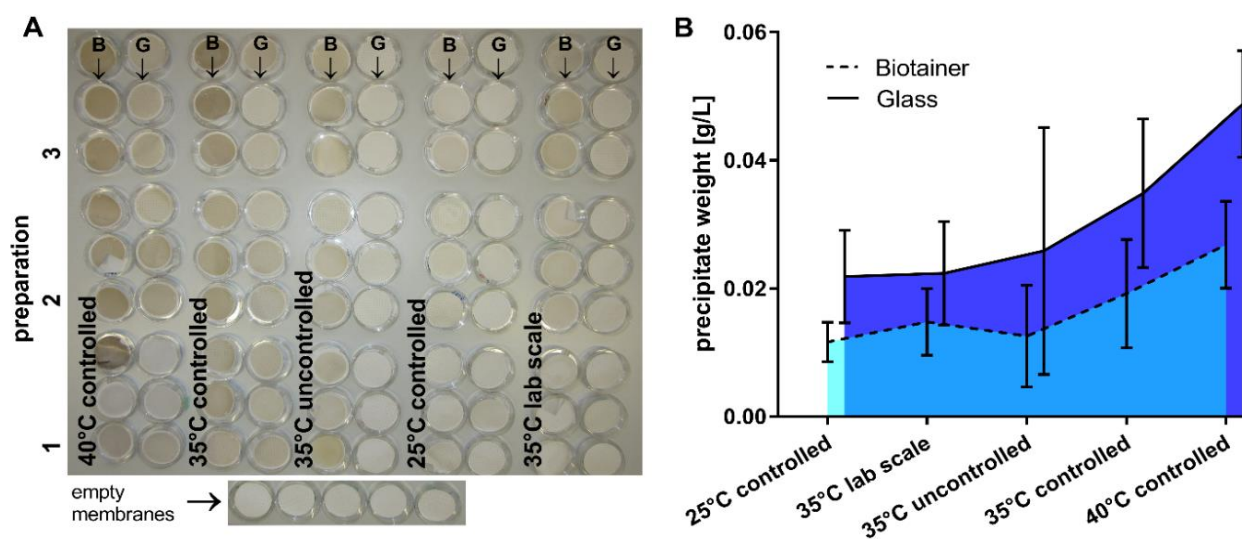 A
B G B G B G B G B G
3
preparation
2
1
40°C controlled
35°C controlled
35°C uncontrolled
25°C controlled
35°C lab scale
empty
membranes
B
precipitate weight [g/L]
0.06
0.04
0.02
0.00
Biotainer
Glass
25°C controlled
35°C lab scale
35°C uncontrolled
35°C controlled
40°C controlled